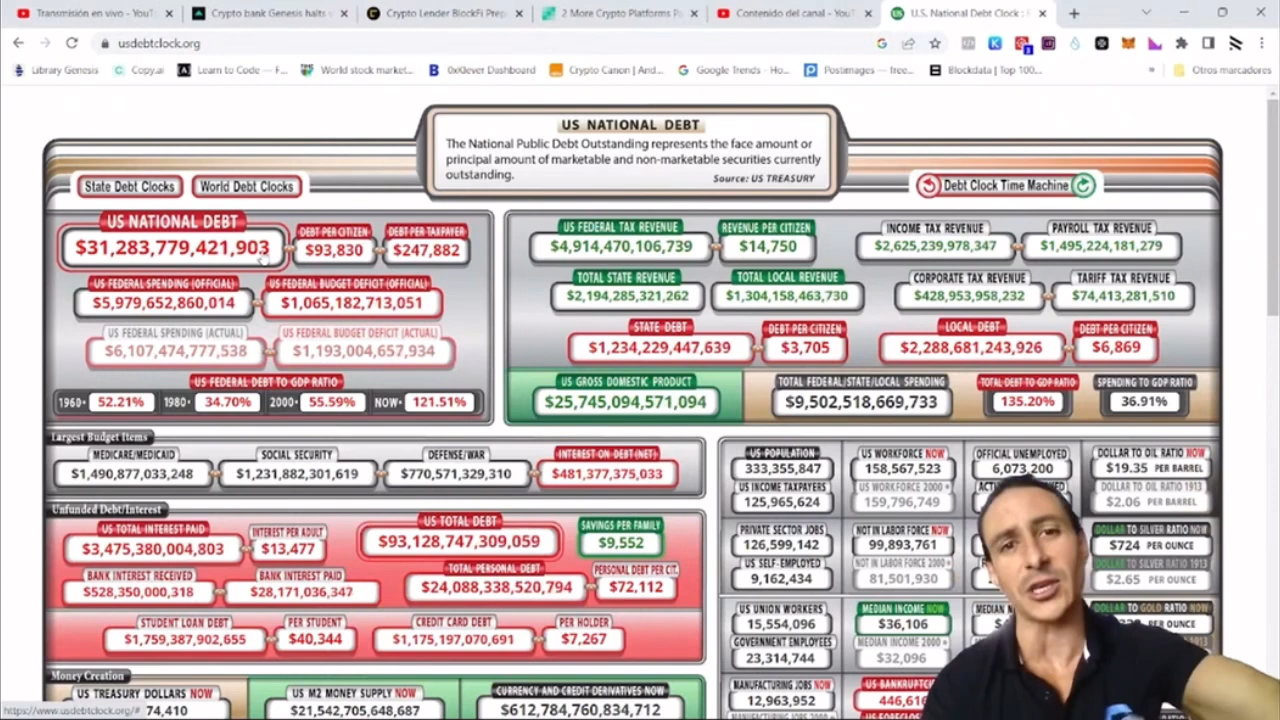 Transmisión en vivo - YouT
Crypto bank Genesis halts
Crypto Lender BlockFi Prep
2 More Crypto Platforms Pa
Contenido del canal - YouT
U.S. National Debt Clock :
usdebtclock.org
Library Genesis
Copy.ai
Learn to Code — F...
World stock market...
0xKlever Dashboard
Crypto Canon | And...
Google Trends - Ho...
Postimages — free...
Blockdata | Top 100...
»
Otros marcadores
US NATIONAL DEBT
The National Public Debt Outstanding represents the face amount or
principal amount of marketable and non-marketable securities currently
outstanding.
Source: US TREASURY
State Debt Clocks
World Debt Clocks
Debt Clock Time Machine
US NATIONAL DEBT
$31,283,779,421,903
DEBT PER CITIZEN
$93,830
DEBT PER TAXPAYER
$247,882
US FEDERAL SPENDING (OFFICIAL)
$5,979,652,860,014
US FEDERAL BUDGET DEFICIT (OFFICIAL)
$1,065,182,713,051
US FEDERAL SPENDING (ACTUAL)
$6,107,474,777,538
US FEDERAL BUDGET DEFICIT (ACTUAL)
$1,193,004,657,934
US FEDERAL DEBT TO GDP RATIO
1960• 52.21% 1980• 34.70% 2000• 55.59% NOW• 121.51%
US FEDERAL TAX REVENUE
$4,914,470,106,739
REVENUE PER CITIZEN
$14,750
INCOME TAX REVENUE
$2,625,239,978,347
PAYROLL TAX REVENUE
$1,495,224,181,279
TOTAL STATE REVENUE
$2,194,285,321,262
TOTAL LOCAL REVENUE
$1,304,158,463,730
CORPORATE TAX REVENUE
$428,953,958,232
TARIFF TAX REVENUE
$74,413,281,510
STATE DEBT
$1,234,229,447,639
DEBT PER CITIZEN
$3,705
LOCAL DEBT
$2,288,681,243,926
DEBT PER CITIZEN
$6,869
US GROSS DOMESTIC PRODUCT
$25,745,094,571,094
TOTAL FEDERAL/STATE/LOCAL SPENDING
$9,502,518,669,733
TOTAL DEBT TO GDP RATIO
135.20%
SPENDING TO GDP RATIO
36.91%
Largest Budget Items
MEDICARE/MEDICAID
$1,490,877,033,248
SOCIAL SECURITY
$1,231,882,301,619
DEFENSE/WAR
$770,571,329,310
INTEREST ON DEBT (NET)
$481,377,375,033
Unfunded Debt/Interest
US TOTAL INTEREST PAID
$3,475,380,004,803
INTEREST PER ADULT
$13,477
US TOTAL DEBT
$93,128,747,309,059
SAVINGS PER FAMILY
$9,552
BANK INTEREST RECEIVED
$528,350,000,318
BANK INTEREST PAID
$28,171,036,347
TOTAL PERSONAL DEBT
$24,088,338,520,794
PERSONAL DEBT PER CIT.
$72,112
STUDENT LOAN DEBT
$1,759,387,902,655
PER STUDENT
$40,344
CREDIT CARD DEBT
$1,175,197,070,691
PER HOLDER
$7,267
Money Creation
US TREASURY DOLLARS NOW
74,410
US M2 MONEY SUPPLY NOW
$21,542,705,648,687
CURRENCY AND CREDIT DERIVATIVES NOW
$612,784,760,834,712
US POPULATION
333,355,847
US WORKFORCE NOW
158,567,523
OFFICIAL UNEMPLOYED
6,073,200
DOLLAR TO OIL RATIO NOW
$19.35 PER BARREL
US INCOME TAXPAYERS
125,965,624
US WORKFORCE 2000
159,796,749
DOLLAR TO OIL RATIO 1913
$2.06 PER BARREL
PRIVATE SECTOR JOBS
126,599,142
NOT IN LABOR FORCE NOW
99,893,761
DOLLAR TO SILVER RATIO NOW
$724 PER OUNCE
US SELF-EMPLOYED
9,162,434
NOT IN LABOR FORCE 2000
81,501,930
DOLLAR TO SILVER RATIO 1913
$2.65 PER OUNCE
US UNION WORKERS
15,554,096
MEDIAN INCOME NOW
$36,106
DOLLAR TO GOLD RATIO NOW
PER OUNCE
GOVERNMENT EMPLOYEES
23,314,744
MEDIAN INCOME 2000
$32,096
MANUFACTURING JOBS NOW
12,963,952
US BANKRUPTC
446,616
https://www.usdebtclock.org/#